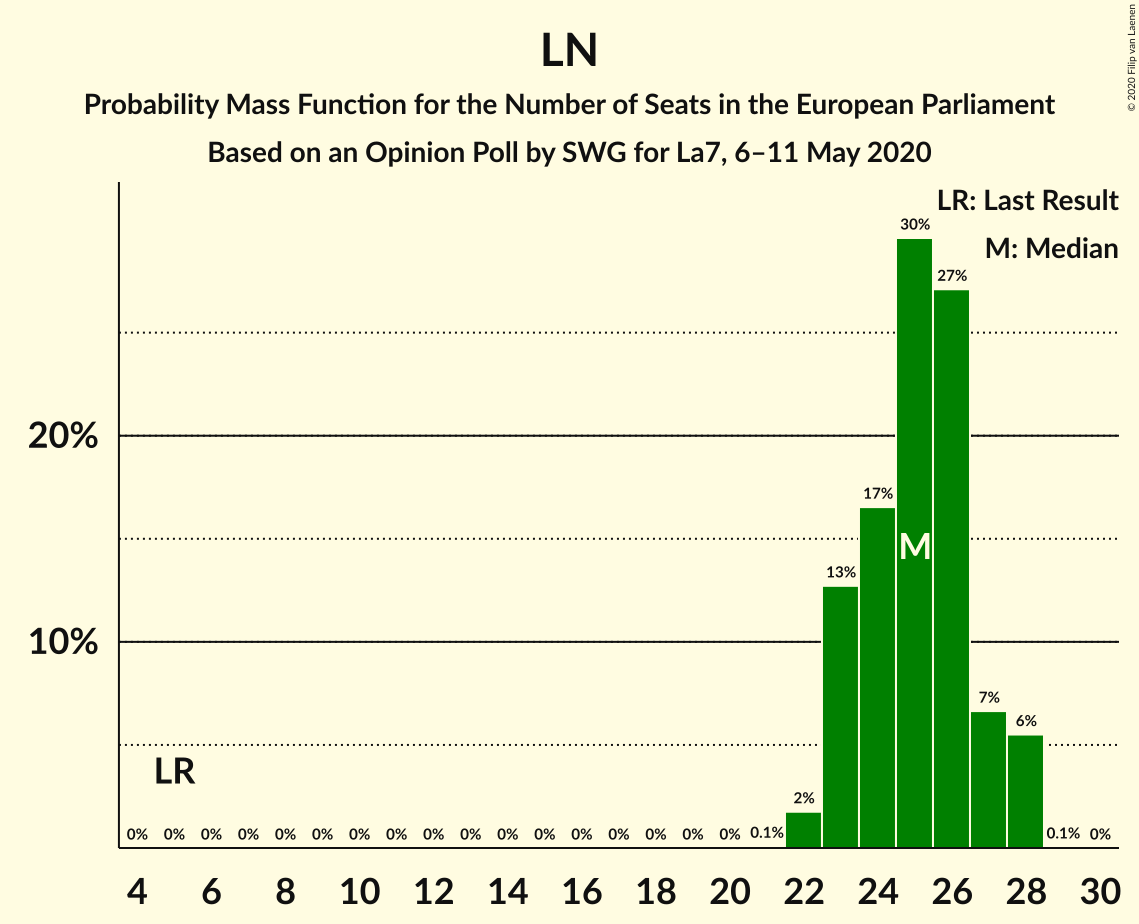 LN
Probability Mass Function for the Number of Seats in the European Parliament
Based on an Opinion Poll by SWG for La7, 6–11 May 2020
© 2020 Filip van Laenen
LR: Last Result
M: Median
30%
27%
20%
17%
M
13%
10%
7%
6%
LR
2%
0% 0% 0% 0% 0% 0% 0% 0% 0% 0% 0% 0% 0% 0% 0% 0% 0% 0.1% 0.1% 0%
4 6 8 10 12 14 16 18 20 22 24 26 28 30